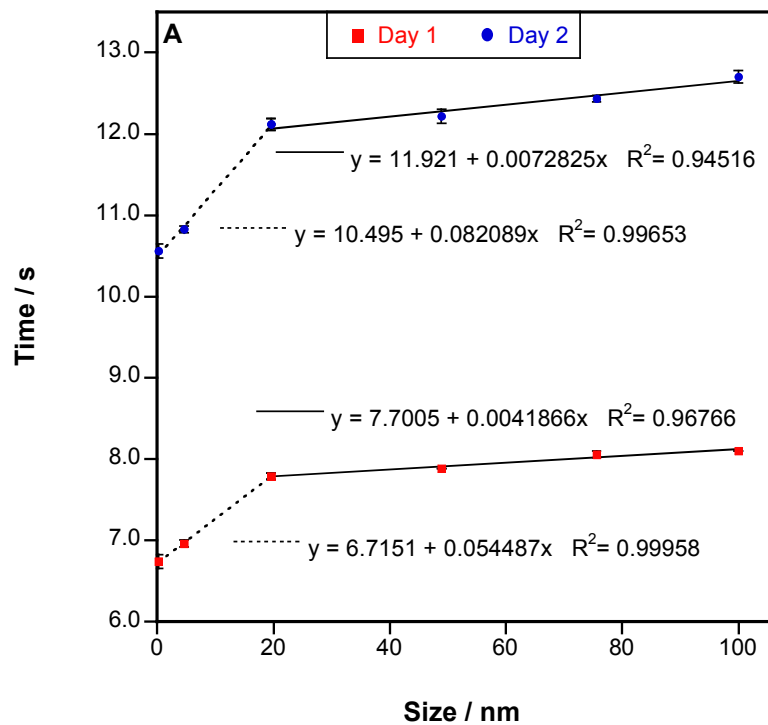 A
Day 1 Day 2
13.0
12.0
y = 11.921 + 0.0072825x R²= 0.94516
11.0
y = 10.495 + 0.082089x R²= 0.99653
10.0
Time / s
9.0
y = 7.7005 + 0.0041866x R²= 0.96766
8.0
7.0
y = 6.7151 + 0.054487x R²= 0.99958
6.0
0 20 40 60 80 100
Size / nm